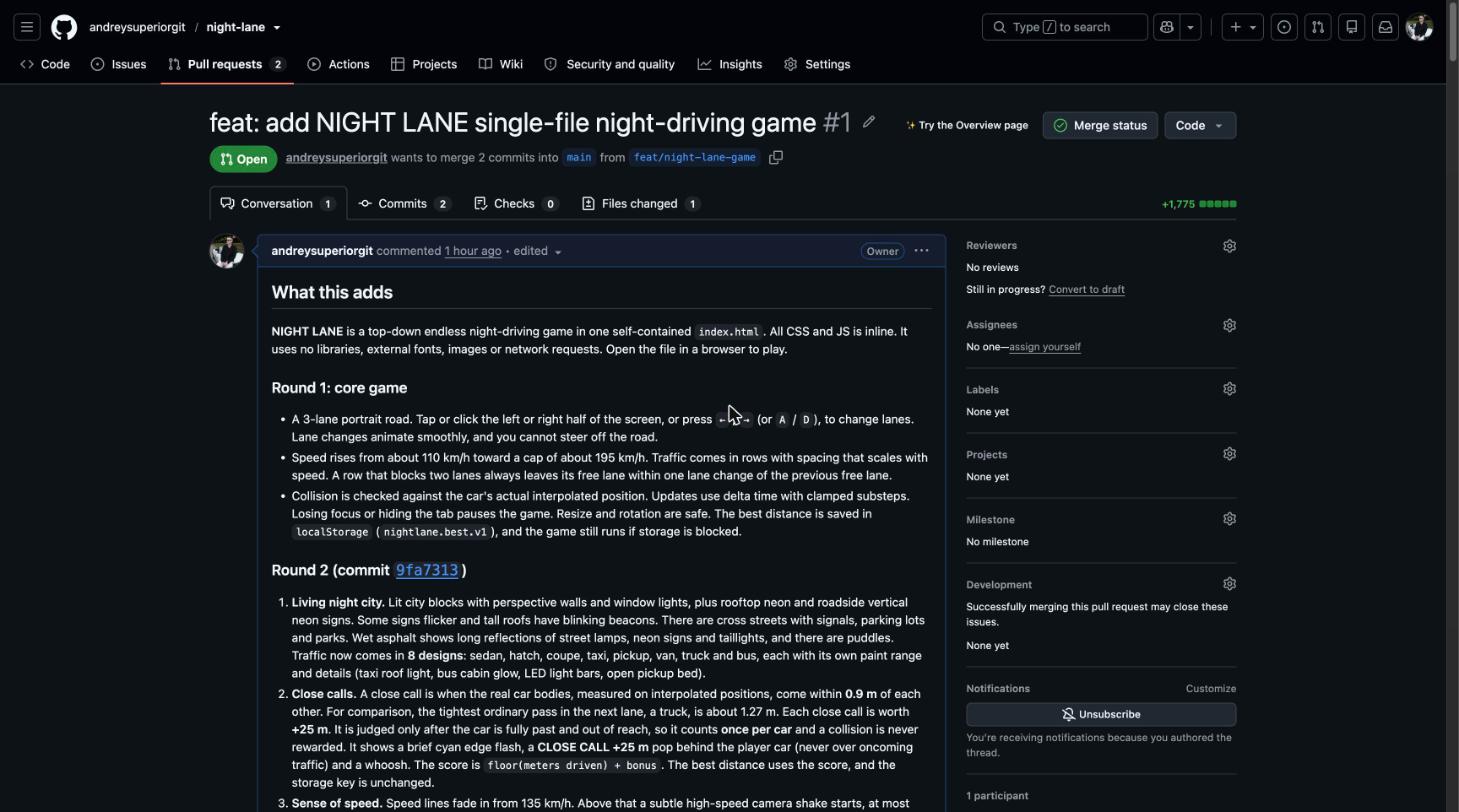 andreysuperiorgit / night-lane
Type / to search
Code
Issues
Pull requests 2
Actions
Projects
Wiki
Security and quality
Insights
Settings
feat: add NIGHT LANE single-file night-driving game #1
Try the Overview page
Merge status
Code
Open
andreysuperiorgit wants to merge 2 commits into main from feat/night-lane-game
Conversation 1
Commits 2
Checks 0
Files changed 1
+1,775
andreysuperiorgit commented 1 hour ago • edited
Owner
What this adds
NIGHT LANE is a top-down endless night-driving game in one self-contained index.html. All CSS and JS is inline. It
uses no libraries, external fonts, images or network requests. Open the file in a browser to play.
Round 1: core game
• A 3-lane portrait road. Tap or click the left or right half of the screen, or press ← → (or A / D), to change lanes.
Lane changes animate smoothly, and you cannot steer off the road.
• Speed rises from about 110 km/h toward a cap of about 195 km/h. Traffic comes in rows with spacing that scales with
speed. A row that blocks two lanes always leaves its free lane within one lane change of the previous free lane.
• Collision is checked against the car's actual interpolated position. Updates use delta time with clamped substeps.
Losing focus or hiding the tab pauses the game. Resize and rotation are safe. The best distance is saved in
localStorage (nightlane.best.v1), and the game still runs if storage is blocked.
Round 2 (commit 9fa7313)
1. Living night city. Lit city blocks with perspective walls and window lights, plus rooftop neon and roadside vertical
neon signs. Some signs flicker and tall roofs have blinking beacons. There are cross streets with signals, parking lots
and parks. Wet asphalt shows long reflections of street lamps, neon signs and taillights, and there are puddles.
Traffic now comes in 8 designs: sedan, hatch, coupe, taxi, pickup, van, truck and bus, each with its own paint range
and details (taxi roof light, bus cabin glow, LED light bars, open pickup bed).
2. Close calls. A close call is when the real car bodies, measured on interpolated positions, come within 0.9 m of each
other. For comparison, the tightest ordinary pass in the next lane, a truck, is about 1.27 m. Each close call is worth
+25 m. It is judged only after the car is fully past and out of reach, so it counts once per car and a collision is never
rewarded. It shows a brief cyan edge flash, a CLOSE CALL +25 m pop behind the player car (never over oncoming
traffic) and a whoosh. The score is floor(meters driven) + bonus. The best distance uses the score, and the
storage key is unchanged.
3. Sense of speed. Speed lines fade in from 135 km/h. Above that a subtle high-speed camera shake starts, at most
Reviewers
No reviews
Still in progress? Convert to draft
Assignees
No one—assign yourself
Labels
None yet
Projects
None yet
Milestone
No milestone
Development
Successfully merging this pull request may close these
issues.
None yet
Notifications
Customize
Unsubscribe
You're receiving notifications because you authored the
thread.
1 participant